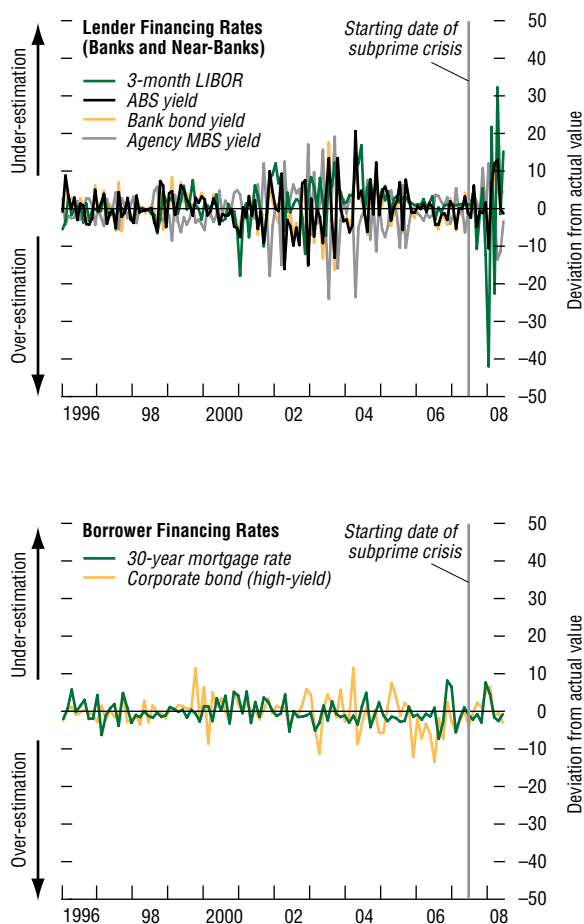 Lender Financing Rates
(Banks and Near-Banks)
3-month LIBOR
ABS yield
Bank bond yield
Agency MBS yield
Starting date of
subprime crisis
Under-estimation
Over-estimation
50
40
30
20
10
0
–10
–20
–30
–40
–50
Deviation from actual value
1996 98 2000 02 04 06 08
Borrower Financing Rates
30-year mortgage rate
Corporate bond (high-yield)
Starting date of
subprime crisis
Under-estimation
Over-estimation
50
40
30
20
10
0
–10
–20
–30
–40
–50
Deviation from actual value
1996 98 2000 02 04 06 08